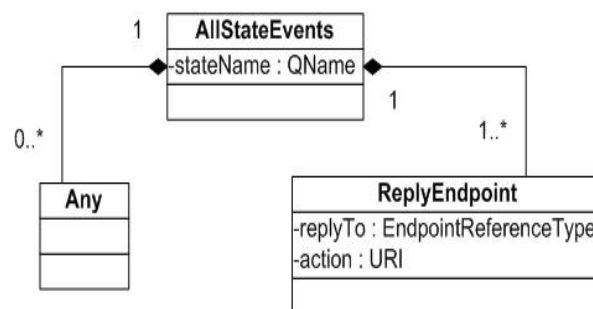 1
AllStateEvents
-stateName : QName
1
0..*
1..*
Any
ReplyEndpoint
-replyTo : EndpointReferenceType
-action : URI